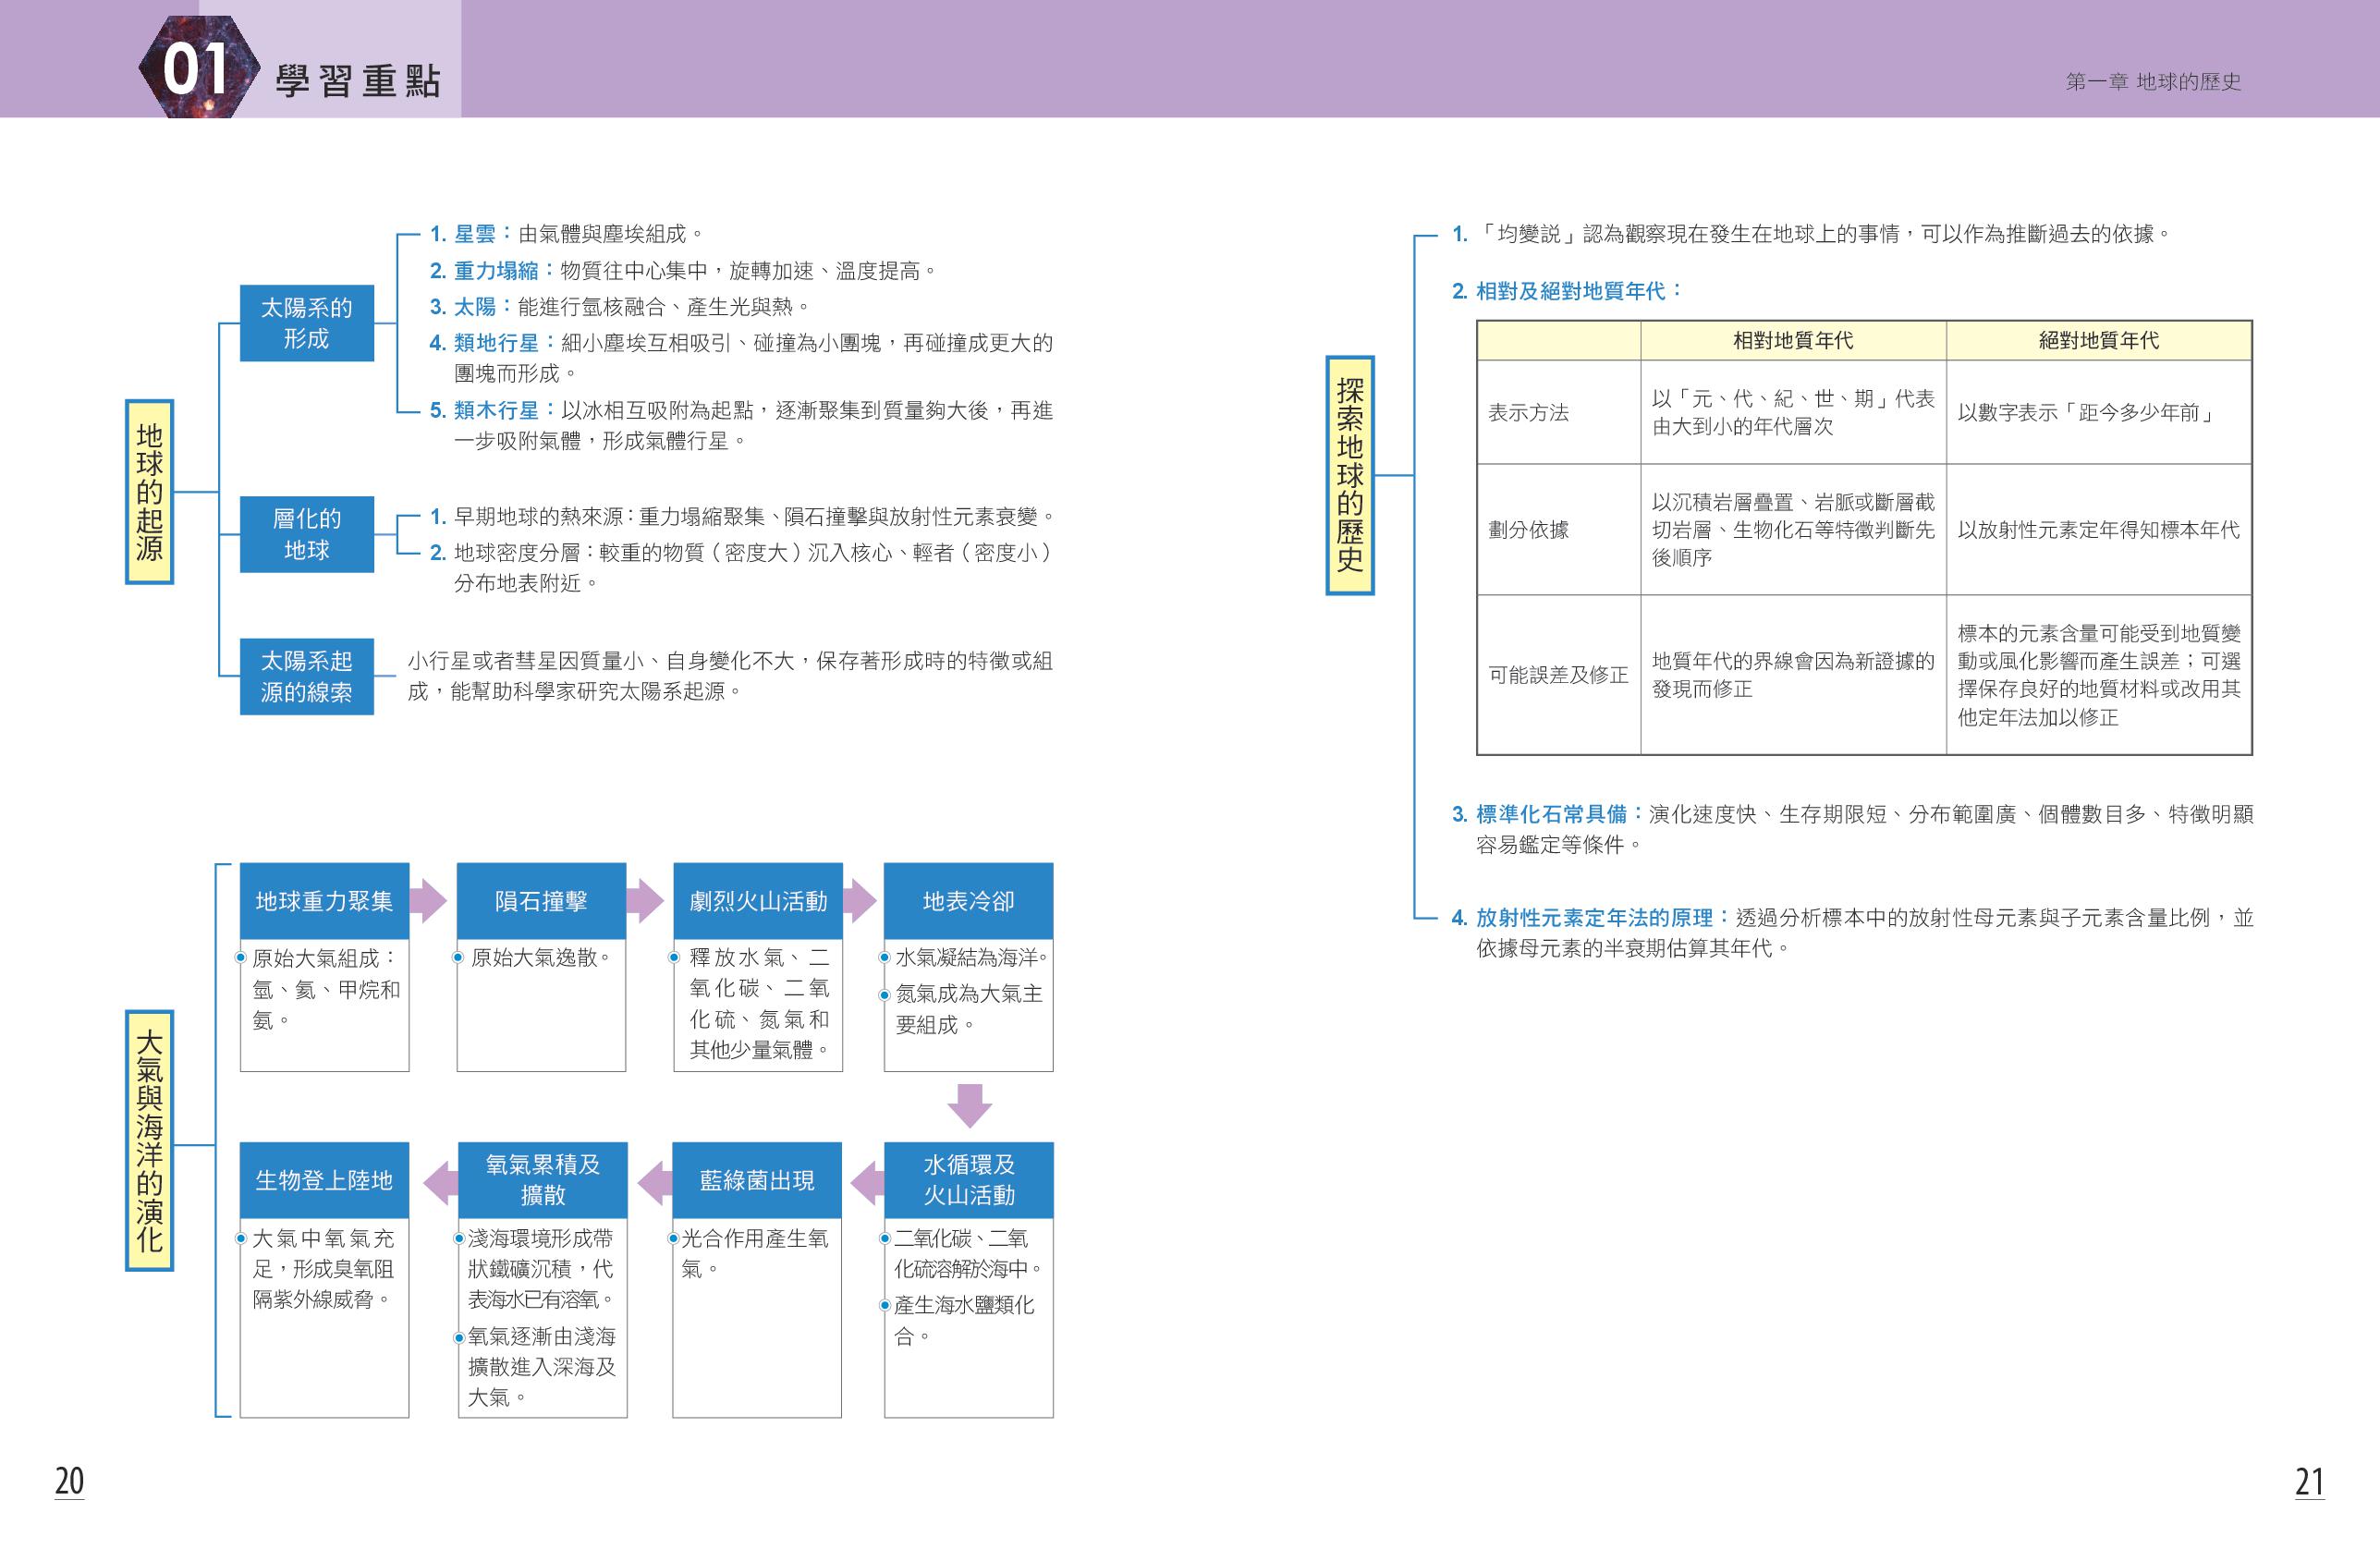 01
學習重點
第一章 地球的歷史
地球的起源
太陽系的
形成
1. 星雲：由氣體與塵埃組成。
2. 重力塌縮：物質往中心集中，旋轉加速、溫度提高。
3. 太陽：能進行氫核融合、產生光與熱。
4. 類地行星：細小塵埃互相吸引、碰撞為小團塊，再碰撞成更大的
團塊而形成。
5. 類木行星：以冰相互吸附為起點，逐漸聚集到質量夠大後，再進
一步吸附氣體，形成氣體行星。
層化的
地球
1. 早期地球的熱來源：重力塌縮聚集、隕石撞擊與放射性元素衰變。
2. 地球密度分層：較重的物質（密度大）沉入核心、輕者（密度小）
分布地表附近。
太陽系起
源的線索
小行星或者彗星因質量小、自身變化不大，保存著形成時的特徵或組
成，能幫助科學家研究太陽系起源。
大氣與海洋的演化
地球重力聚集
原始大氣組成：
氫、氦、甲烷和
氨。
隕石撞擊
原始大氣逸散。
劇烈火山活動
釋放水氣、二
氧化碳、二氧
化硫、氮氣和
其他少量氣體。
地表冷卻
水氣凝結為海洋。
氮氣成為大氣主
要組成。
水循環及
火山活動
二氧化碳、二氧
化硫溶解於海中。
產生海水鹽類化
合。
藍綠菌出現
光合作用產生氧
氣。
氧氣累積及
擴散
淺海環境形成帶
狀鐵礦沉積，代
表海水已有溶氧。
氧氣逐漸由淺海
擴散進入深海及
大氣。
生物登上陸地
大氣中氧氣充
足，形成臭氧阻
隔紫外線威脅。
探索地球的歷史
1. 「均變説」認為觀察現在發生在地球上的事情，可以作為推斷過去的依據。
2. 相對及絕對地質年代：
相對地質年代
絕對地質年代
表示方法
以「元、代、紀、世、期」代表
由大到小的年代層次
以數字表示「距今多少年前」
劃分依據
以沉積岩層疊置、岩脈或斷層截
切岩層、生物化石等特徵判斷先
後順序
以放射性元素定年得知標本年代
可能誤差及修正
地質年代的界線會因為新證據的
發現而修正
標本的元素含量可能受到地質變
動或風化影響而產生誤差；可選
擇保存良好的地質材料或改用其
他定年法加以修正
3. 標準化石常具備：演化速度快、生存期限短、分布範圍廣、個體數目多、特徵明顯
容易鑑定等條件。
4. 放射性元素定年法的原理：透過分析標本中的放射性母元素與子元素含量比例，並
依據母元素的半衰期估算其年代。
20
21